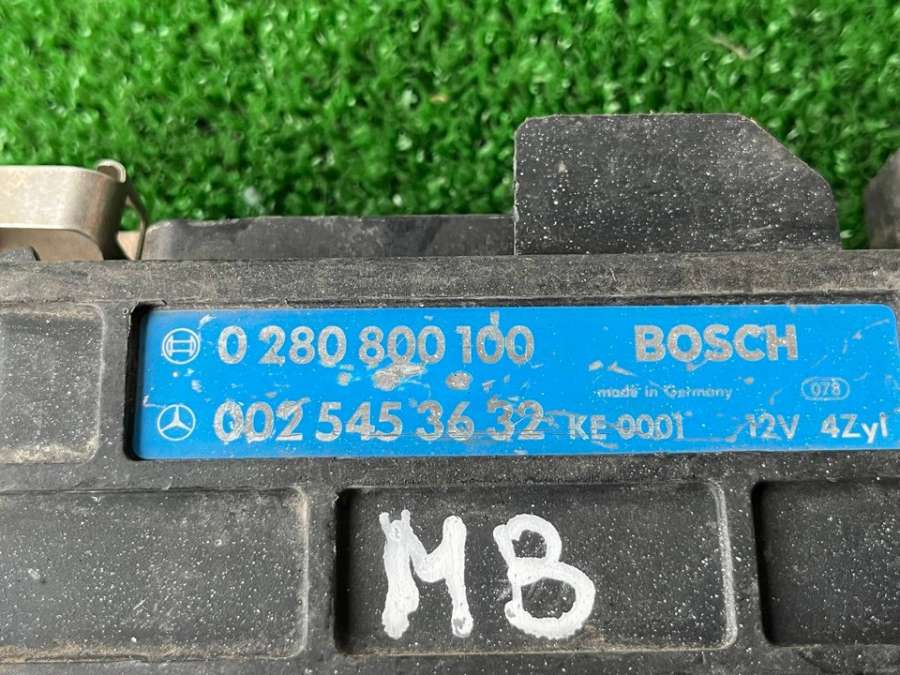 0 280 800 100 BOSCH
made in Germany 078
002 545 36 32 KE 0001 12V 4Zyl
MB